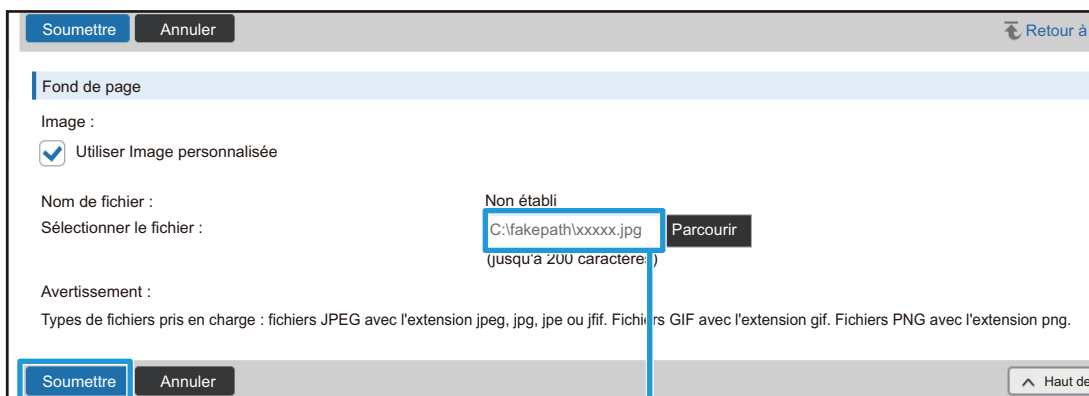 Soumettre Annuler Retour à
Fond de page
Image :
Utiliser Image personnalisée
Nom de fichier : Non établi
Sélectionner le fichier : C:\fakepath\xxxxx.jpg Parcourir
(jusqu'à 200 caractères)
Avertissement :
Types de fichiers pris en charge : fichiers JPEG avec l'extension jpeg, jpg, jpe ou jfif. Fichiers GIF avec l'extension gif. Fichiers PNG avec l'extension png.
Soumettre Annuler Haut de